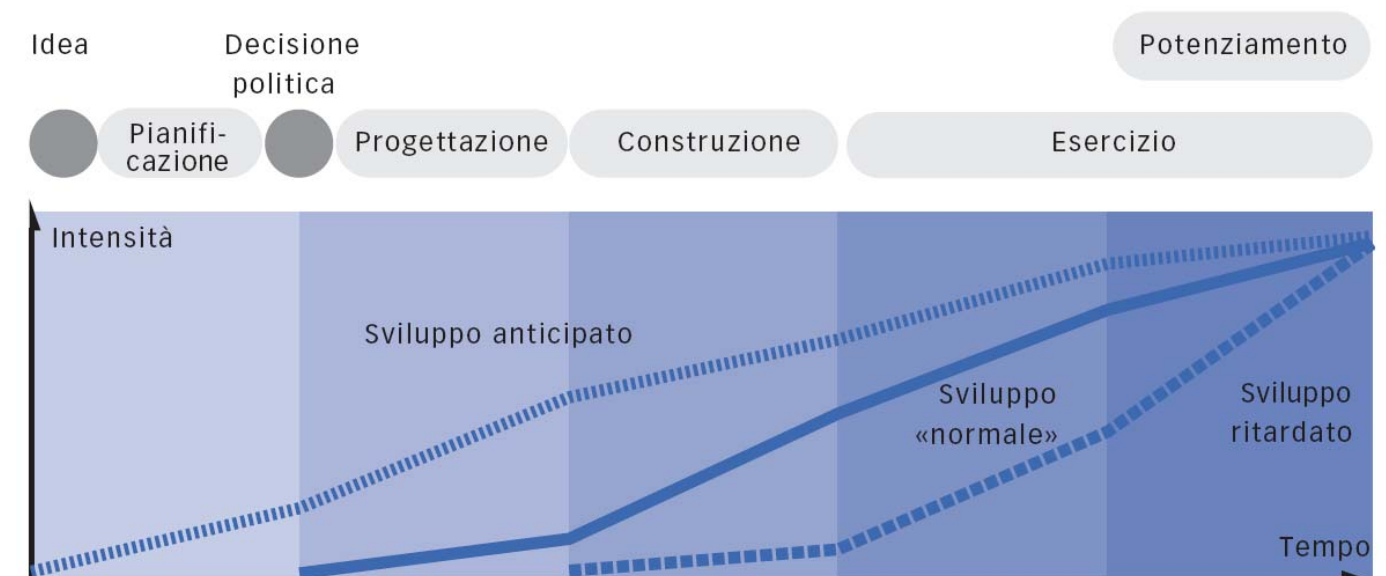 Idea
Decisione
politica
Potenziamento
Pianifi-
cazione
Progettazione
Construzione
Esercizio
Intensità
Sviluppo anticipato
Sviluppo
«normale»
Sviluppo
ritardato
Tempo